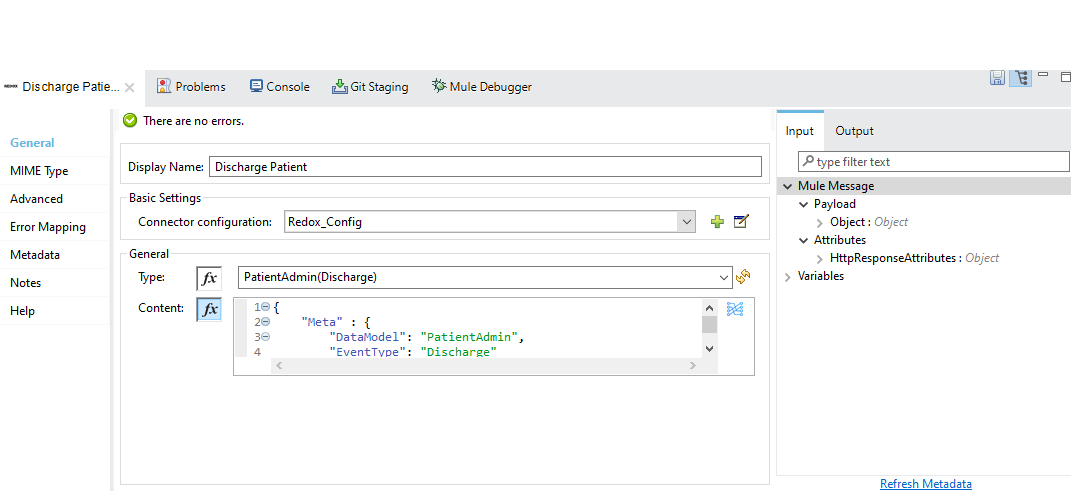 Discharge Patie...
Problems
Console
Git Staging
Mule Debugger
There are no errors.
General
MIME Type
Advanced
Error Mapping
Metadata
Notes
Help
Display Name: Discharge Patient
Basic Settings
Connector configuration: Redox_Config
General
Type: fx PatientAdmin(Discharge)
Content: fx
1 {
2 "Meta" : {
3 "DataModel": "PatientAdmin",
4 "EventType": "Discharge"
Input Output
type filter text
Mule Message
Payload
Object : Object
Attributes
HttpResponseAttributes : Object
Variables
Refresh Metadata